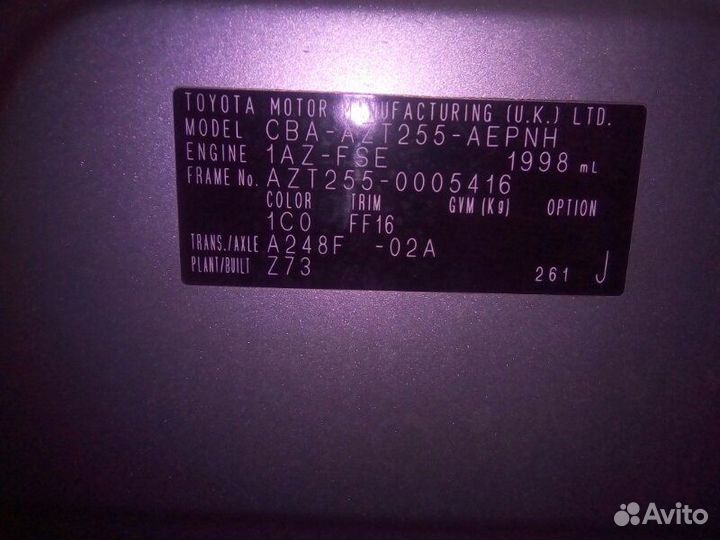 TOYOTA MOTOR MANUFACTURING (U.K.) LTD.
MODEL CBA-AZT255-AEPNH
ENGINE 1AZ-FSE 1998 mL
FRAME No. AZT255-0005416
COLOR TRIM GVM (Kg) OPTION
1C0 FF16
TRANS./AXLE A248F -02A
PLANT/BUILT Z73 261 J
Avito